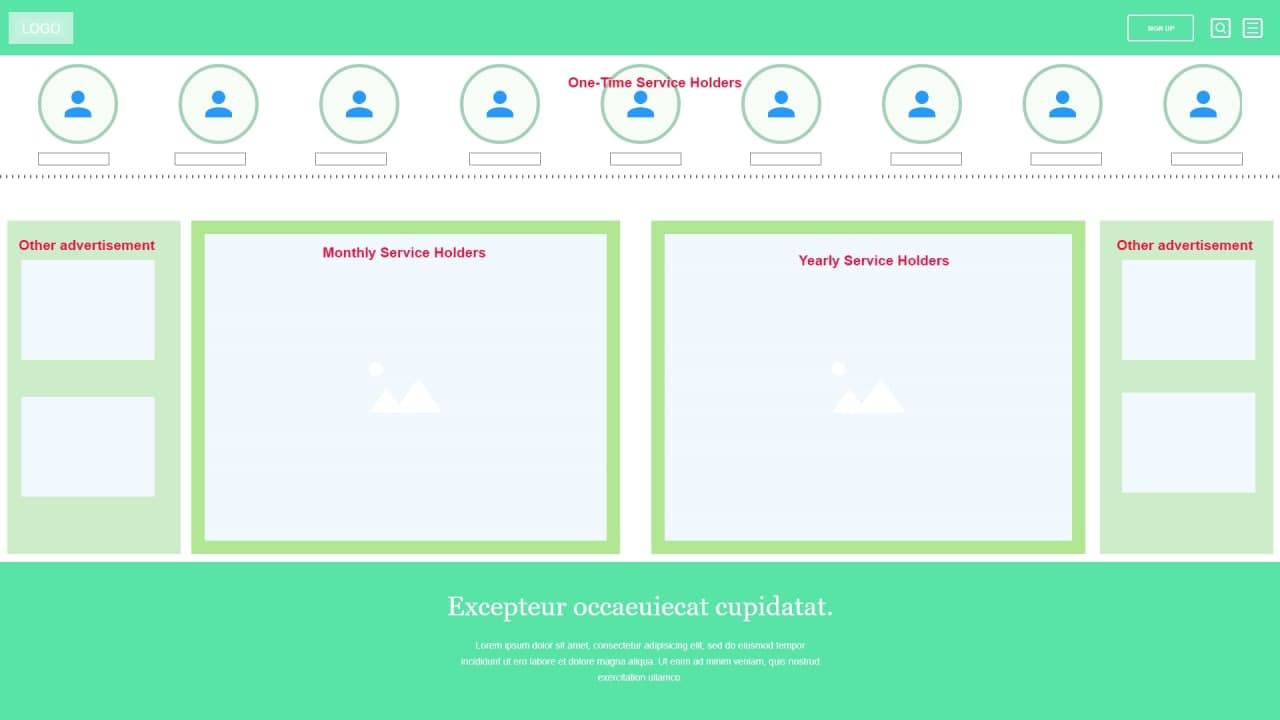 LOGO
SIGN UP
One-Time Service Holders
Other advertisement
Monthly Service Holders
Yearly Service Holders
Other advertisement
Excepteur occaeuiecat cupidatat.
Lorem ipsum dolor sit amet, consectetur adipisicing elit, sed do eiusmod tempor
incididunt ut ero labore et dolore magna aliqua. Ut enim ad minim veniam, quis nostrud
exercitation ullamco